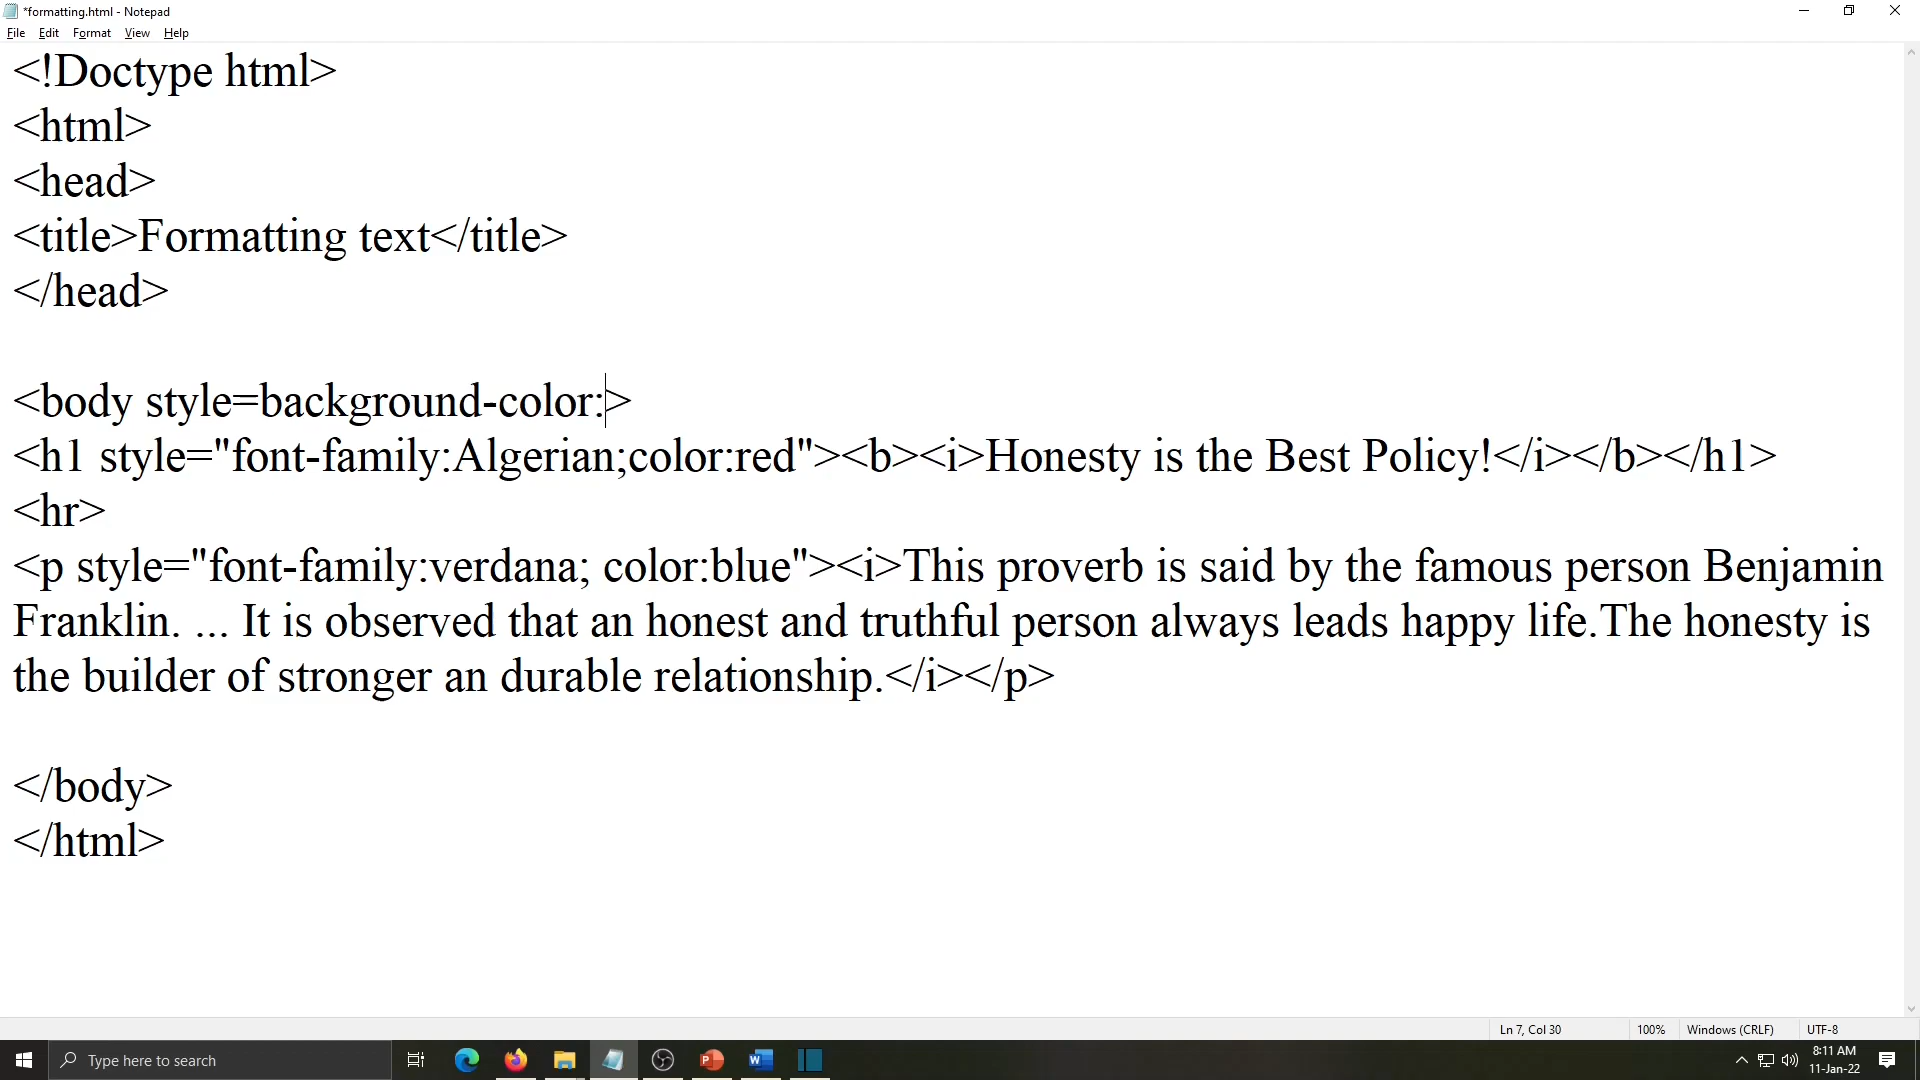 *formatting.html - Notepad
File Edit Format View Help
<!Doctype html>
<html>
<head>
<title>Formatting text</title>
</head>
<body style=background-color:>
<h1 style="font-family:Algerian;color:red"><b><i>Honesty is the Best Policy!</i></b></h1>
<hr>
<p style="font-family:verdana; color:blue"><i>This proverb is said by the famous person Benjamin
Franklin. ... It is observed that an honest and truthful person always leads happy life.The honesty is
the builder of stronger an durable relationship.</i></p>
</body>
</html>
Ln 7, Col 30 100% Windows (CRLF) UTF-8
Type here to search
8:11 AM
11-Jan-22